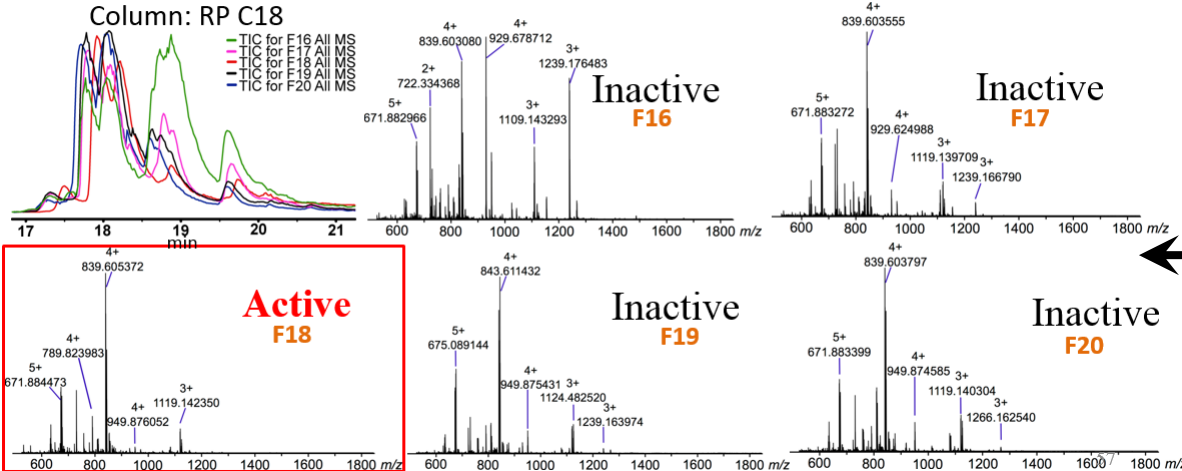 Column: RP C18
TIC for F16 All MS
TIC for F17 All MS
TIC for F18 All MS
TIC for F19 All MS
TIC for F20 All MS
17 18 19 20 21
min
4+
839.603080
4+
929.678712
3+
1239.176483
2+
722.334368
5+
671.882966
3+
1109.143293
Inactive
F16
600 800 1000 1200 1400 1600 1800 m/z
4+
839.603555
5+
671.883272
4+
929.624988
3+
1119.139709
3+
1239.166790
Inactive
F17
600 800 1000 1200 1400 1600 1800 m/z
4+
839.605372
4+
789.823983
5+
671.884473
4+
949.876052
3+
1119.142350
Active
F18
600 800 1000 1200 1400 1600 1800 m/z
4+
843.611432
5+
675.089144
4+
949.875431
3+
1124.482520
3+
1239.163974
Inactive
F19
600 800 1000 1200 1400 1600 1800 m/z
4+
839.603797
5+
671.883399
4+
949.874585
3+
1119.140304
3+
1266.162540
Inactive
F20
600 800 1000 1200 1400 1600 1800 m/z
57